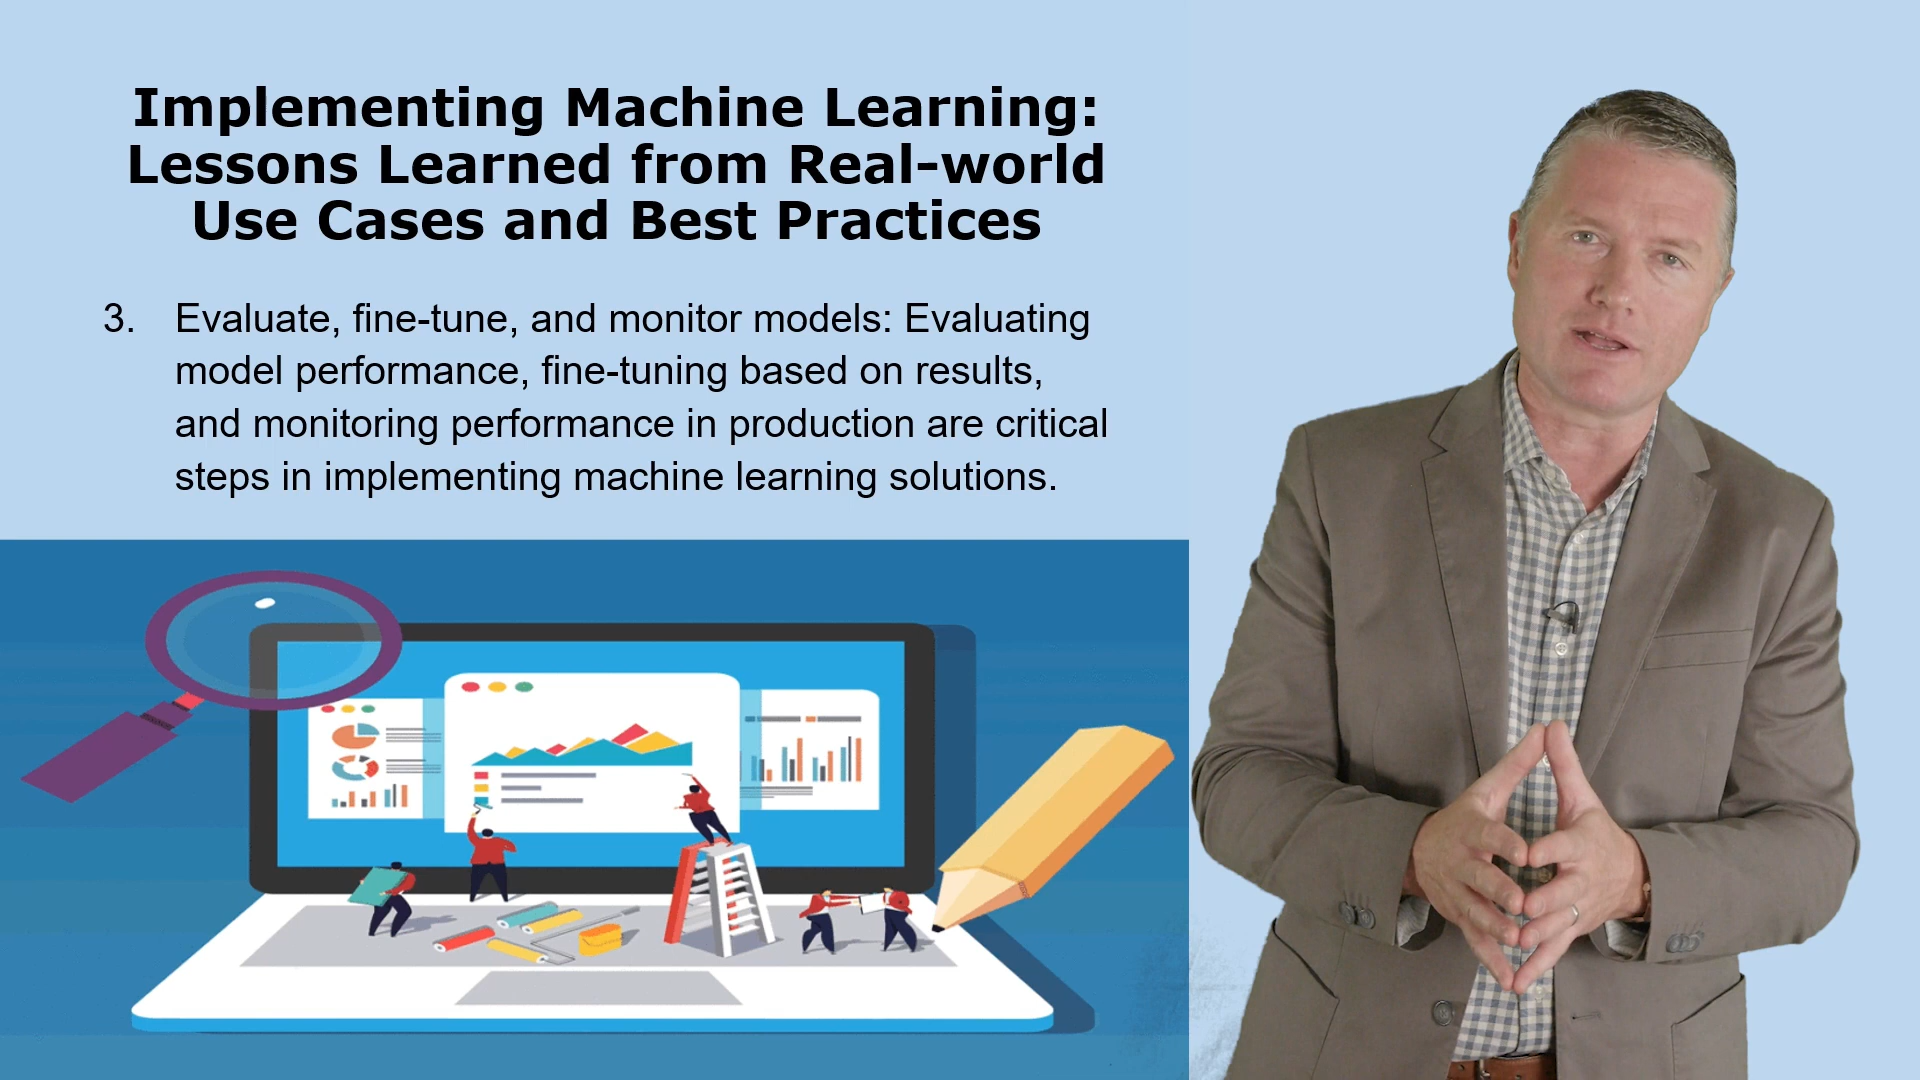 Implementing Machine Learning:
Lessons Learned from Real-world
Use Cases and Best Practices
3. Evaluate, fine-tune, and monitor models: Evaluating
model performance, fine-tuning based on results,
and monitoring performance in production are critical
steps in implementing machine learning solutions.